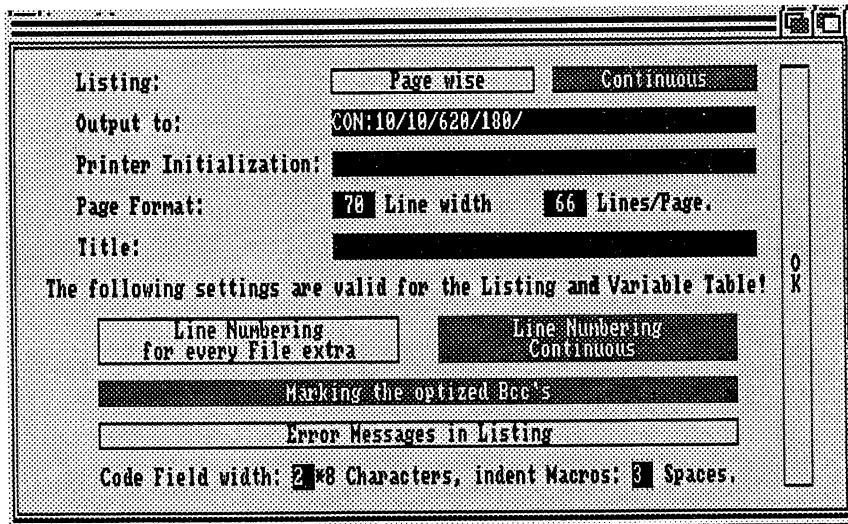 Listing: Page wise Continuous
Output to: CON:10/10/620/180/
Printer Initialization:
Page Format: 70 Line width 66 Lines/Page.
Title:
The following settings are valid for the Listing and Variable Table!
OK
Line Numbering for every File extra
Line Numbering Continuous
Marking the optized Bcc's
Error Messages in Listing
Code Field width: 2 *8 Characters, indent Macros: 3 Spaces.